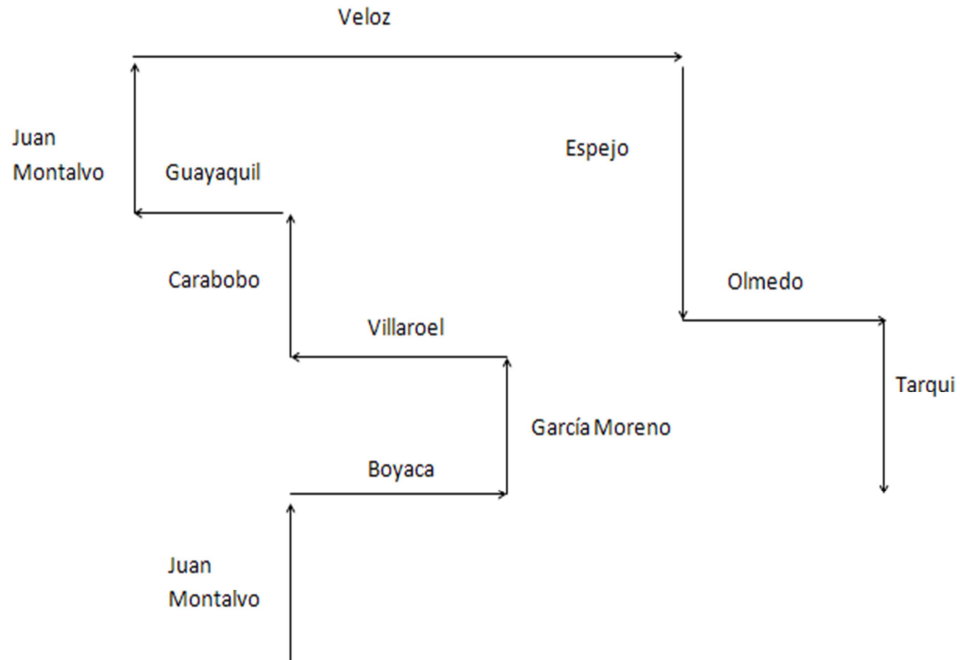 Veloz
Juan
Montalvo
Guayaquil
Espejo
Carabobo
Olmedo
Villaroel
Tarqui
García Moreno
Boyaca
Juan
Montalvo